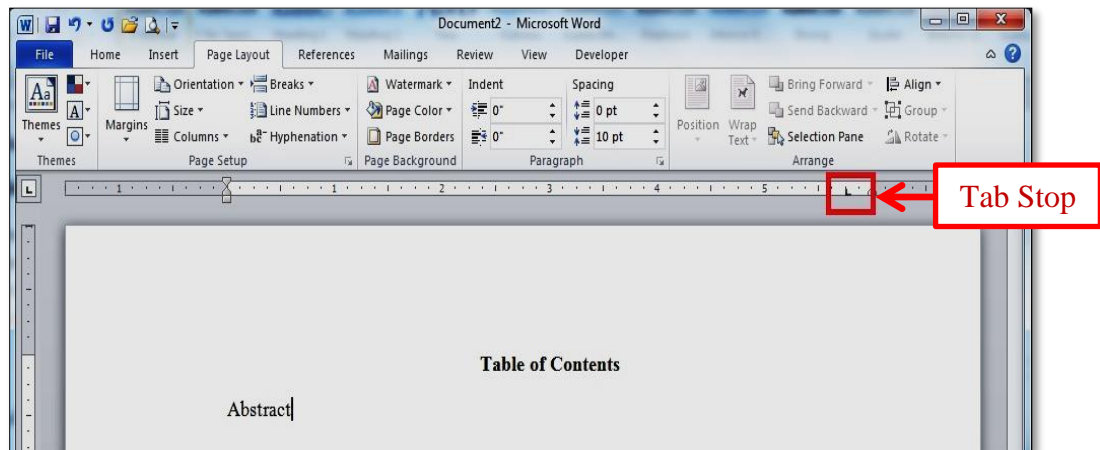 Document2 - Microsoft Word
File Home Insert Page Layout References Mailings Review View Developer
Aa Orientation Breaks Watermark Indent Spacing Bring Forward Align
A Size Line Numbers Page Color 0" 0 pt Send Backward Group
Themes Margins Columns Hyphenation Page Borders 0" 10 pt Position Wrap Text Selection Pane Rotate
Themes Page Setup Page Background Paragraph Arrange
1 1 2 3 4 5
Tab Stop
Table of Contents
Abstract